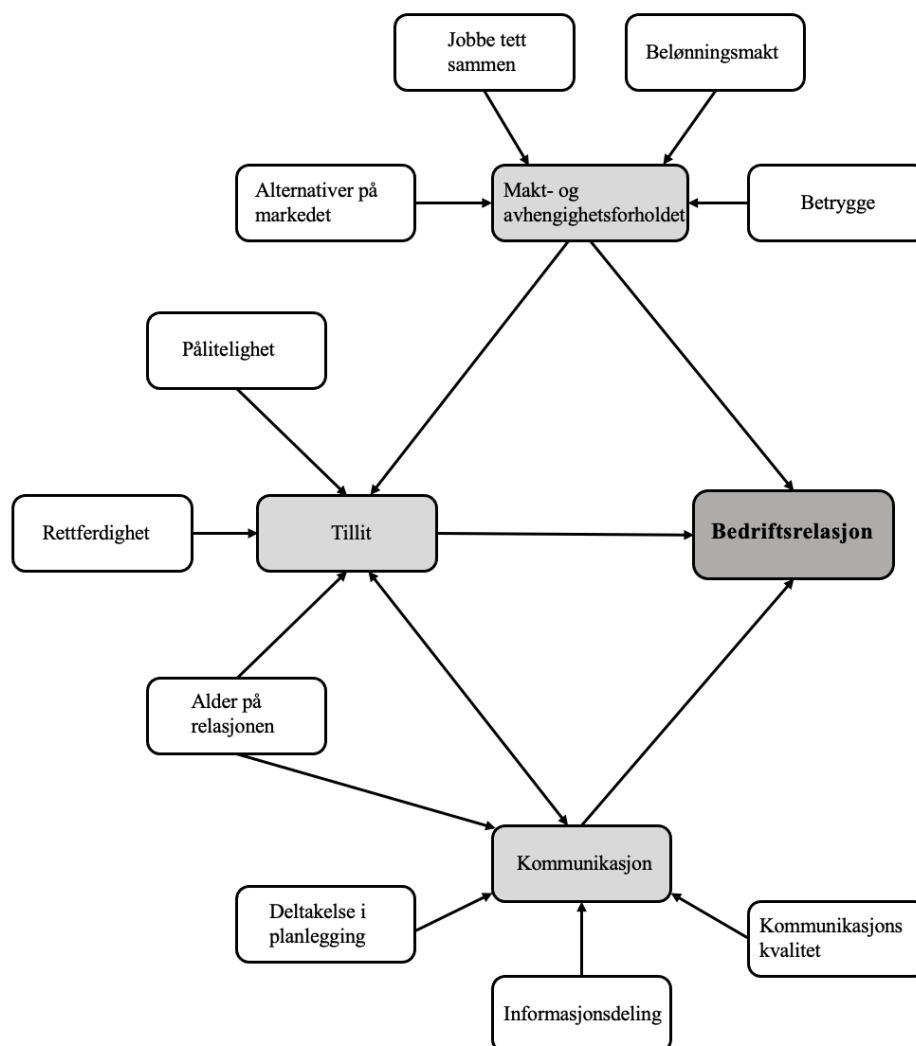 Jobbe tett
sammen
Belønningsmakt
Alternativer på
markedet
Makt- og
avhengighetsforholdet
Betrygge
Pålitelighet
Rettferdighet
Tillit
Bedriftsrelasjon
Alder på
relasjonen
Kommunikasjon
Deltakelse i
planlegging
Kommunikasjons
kvalitet
Informasjonsdeling